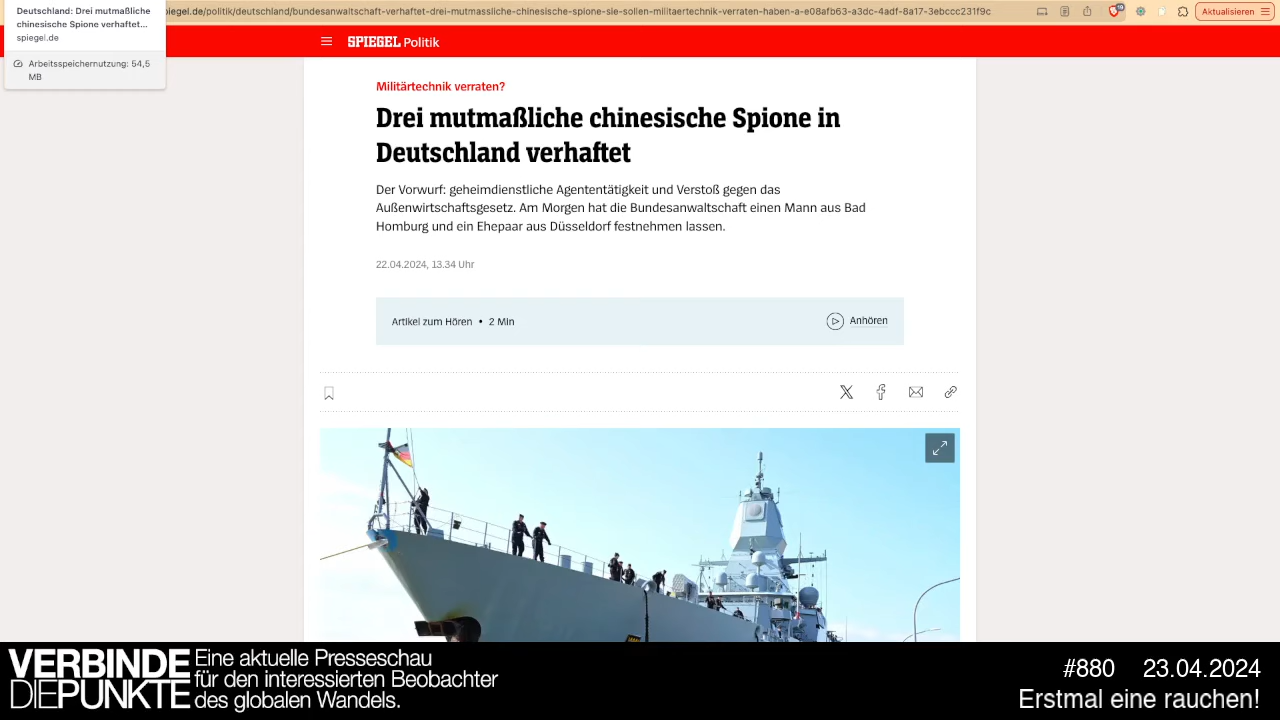 Deutschland: Drei mutmaßliche
chinesische Spione verhaftet...
spiegel.de
Arbeitsspeichernutzung: 54,5
MB
iegel.de/politik/deutschland/bundesanwaltschaft-verhaftet-drei-mutmassliche-chinesische-spione-sie-sollen-militaertechnik-verraten-haben-a-e08afb63-a3dc-4adf-8a17-3ebccc231f9c
Aktualisieren
SPIEGEL Politik
Militärtechnik verraten?
Drei mutmaßliche chinesische Spione in
Deutschland verhaftet
Der Vorwurf: geheimdienstliche Agententätigkeit und Verstoß gegen das
Außenwirtschaftsgesetz. Am Morgen hat die Bundesanwaltschaft einen Mann aus Bad
Homburg und ein Ehepaar aus Düsseldorf festnehmen lassen.
22.04.2024, 13.34 Uhr
Artikel zum Hören • 2 Min
Anhören
VERBINDE
DIEPUNKTE
Eine aktuelle Presseschau
für den interessierten Beobachter
des globalen Wandels.
#880 23.04.2024
Erstmal eine rauchen!